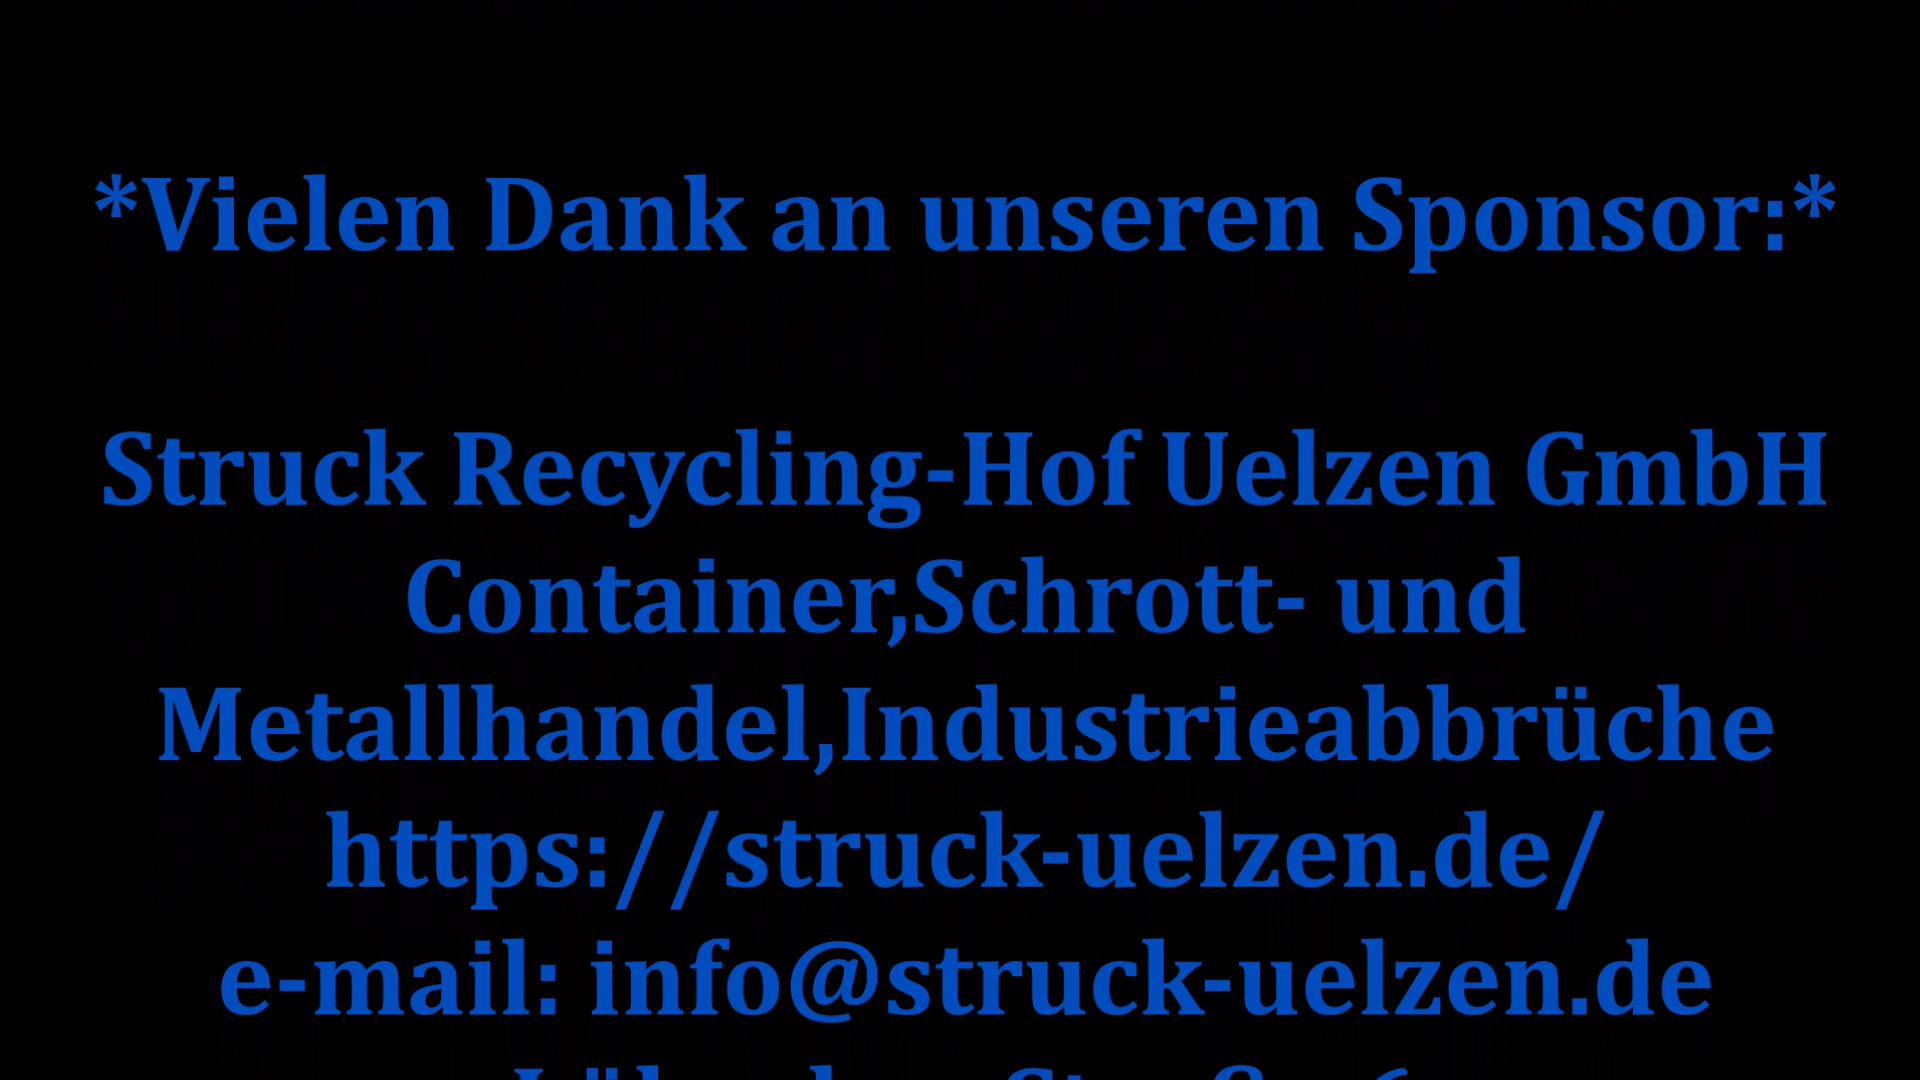 *Vielen Dank an unseren Sponsor:*
Struck Recycling-Hof Uelzen GmbH
Container,Schrott- und
Metallhandel,Industrieabbrüche
https://struck-uelzen.de/
e-mail: info@struck-uelzen.de